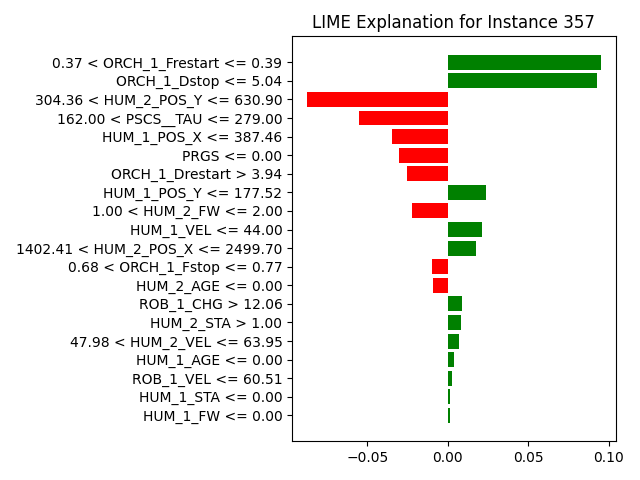 LIME Explanation for Instance 357
0.37 < ORCH_1_Frestart <= 0.39
ORCH_1_Dstop <= 5.04
304.36 < HUM_2_POS_Y <= 630.90
162.00 < PSCS__TAU <= 279.00
HUM_1_POS_X <= 387.46
PRGS <= 0.00
ORCH_1_Drestart > 3.94
HUM_1_POS_Y <= 177.52
1.00 < HUM_2_FW <= 2.00
HUM_1_VEL <= 44.00
1402.41 < HUM_2_POS_X <= 2499.70
0.68 < ORCH_1_Fstop <= 0.77
HUM_2_AGE <= 0.00
ROB_1_CHG > 12.06
HUM_2_STA > 1.00
47.98 < HUM_2_VEL <= 63.95
HUM_1_AGE <= 0.00
ROB_1_VEL <= 60.51
HUM_1_STA <= 0.00
HUM_1_FW <= 0.00
−0.05 0.00 0.05 0.10